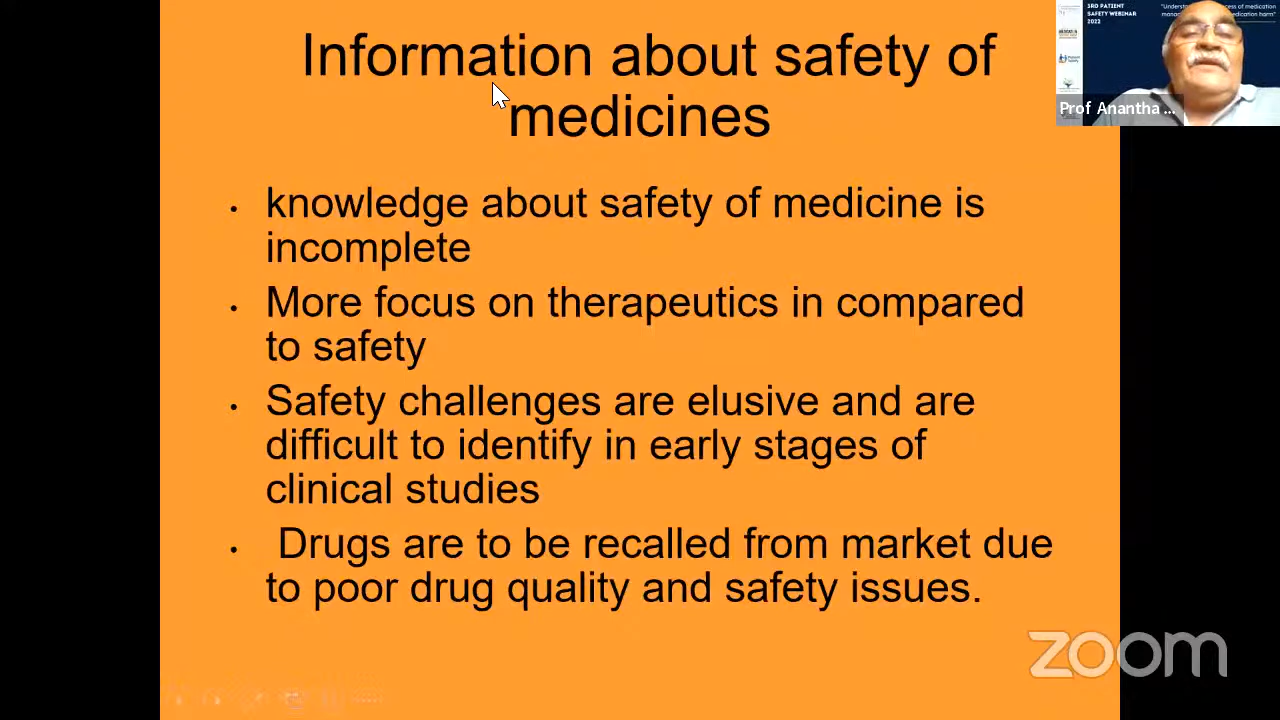 Information about safety of
medicines
• knowledge about safety of medicine is
incomplete
• More focus on therapeutics in compared
to safety
• Safety challenges are elusive and are
difficult to identify in early stages of
clinical studies
• Drugs are to be recalled from market due
to poor drug quality and safety issues.
3RD PATIENT
SAFETY WEBINAR
2022
Prof Anantha ...
zoom